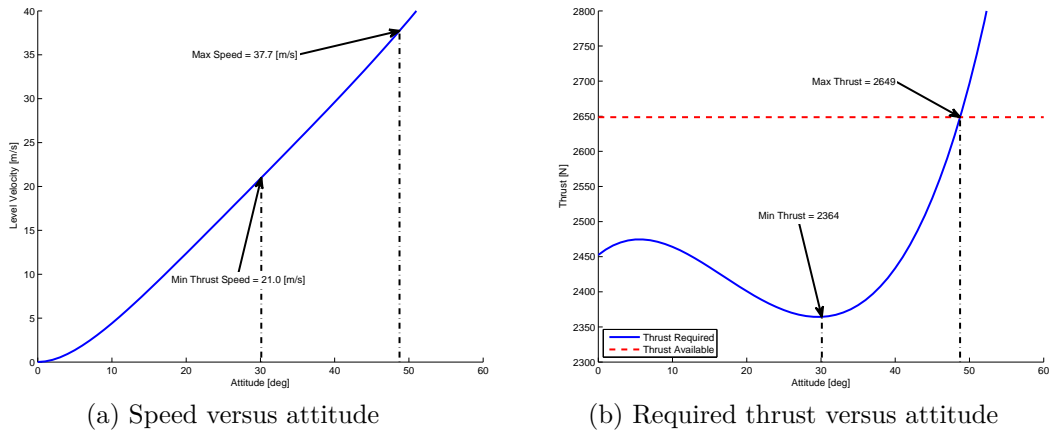 40
35
30
25
20
15
10
5
0
Level Velocity [m/s]
Max Speed = 37.7 [m/s]
Min Thrust Speed = 21.0 [m/s]
0 10 20 30 40 50 60
Attitude [deg]
(a) Speed versus attitude
2800
2750
2700
2650
2600
2550
2500
2450
2400
2350
2300
Thrust [N]
Max Thrust = 2649
Min Thrust = 2364
Thrust Required
Thrust Available
0 10 20 30 40 50 60
Attitude [deg]
(b) Required thrust versus attitude